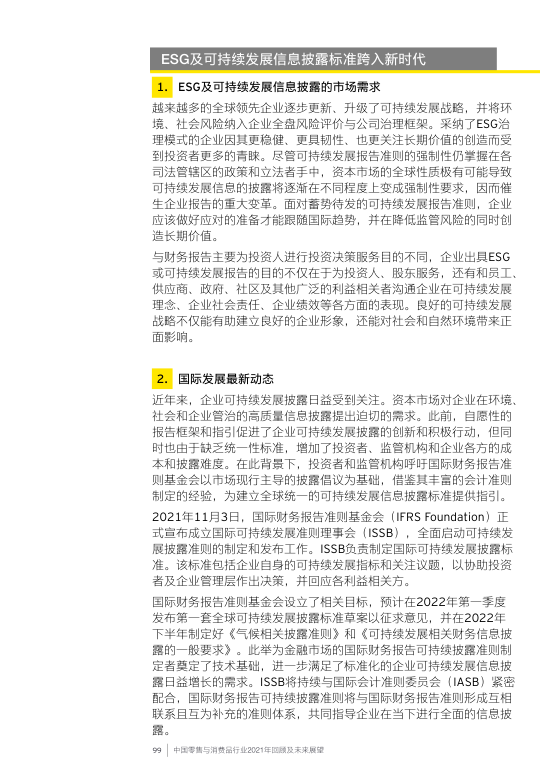 ESG及可持续发展信息披露标准跨入新时代
1. ESG及可持续发展信息披露的市场需求
越来越多的全球领先企业逐步更新、升级了可持续发展战略，并将环
境、社会风险纳入企业全盘风险评价与公司治理框架。采纳了ESG治
理模式的企业因其更稳健、更具韧性、也更关注长期价值的创造而受
到投资者更多的青睐。尽管可持续发展报告准则的强制性仍掌握在各
司法管辖区的政策和立法者手中，资本市场的全球性质极有可能导致
可持续发展信息的披露将逐渐在不同程度上变成强制性要求，因而催
生企业报告的重大变革。面对蓄势待发的可持续发展报告准则，企业
应该做好应对的准备才能跟随国际趋势，并在降低监管风险的同时创
造长期价值。
与财务报告主要为投资人进行投资决策服务目的不同，企业出具ESG
或可持续发展报告的目的不仅在于为投资人、股东服务，还有和员工、
供应商、政府、社区及其他广泛的利益相关者沟通企业在可持续发展
理念、企业社会责任、企业绩效等各方面的表现。良好的可持续发展
战略不仅能有助建立良好的企业形象，还能对社会和自然环境带来正
面影响。
2. 国际发展最新动态
近年来，企业可持续发展披露日益受到关注。资本市场对企业在环境、
社会和企业管治的高质量信息披露提出迫切的需求。此前，自愿性的
报告框架和指引促进了企业可持续发展披露的创新和积极行动，但同
时也由于缺乏统一性标准，增加了投资者、监管机构和企业各方的成
本和披露难度。在此背景下，投资者和监管机构呼吁国际财务报告准
则基金会以市场现行主导的披露倡议为基础，借鉴其丰富的会计准则
制定的经验，为建立全球统一的可持续发展信息披露标准提供指引。
2021年11月3日，国际财务报告准则基金会（IFRS Foundation）正
式宣布成立国际可持续发展准则理事会（ISSB），全面启动可持续发
展披露准则的制定和发布工作。ISSB负责制定国际可持续发展披露标
准。该标准包括企业自身的可持续发展指标和关注议题，以协助投资
者及企业管理层作出决策，并回应各利益相关方。
国际财务报告准则基金会设立了相关目标，预计在2022年第一季度
发布第一套全球可持续发展披露标准草案以征求意见，并在2022年
下半年制定好《气候相关披露准则》和《可持续发展相关财务信息披
露的一般要求》。此举为金融市场的国际财务报告可持续披露准则制
定者奠定了技术基础，进一步满足了标准化的企业可持续发展信息披
露日益增长的需求。ISSB将持续与国际会计准则委员会（IASB）紧密
配合，国际财务报告可持续披露准则将与国际财务报告准则形成互相
联系且互为补充的准则体系，共同指导企业在当下进行全面的信息披
露。
99 中国零售与消费品行业2021年回顾及未来展望